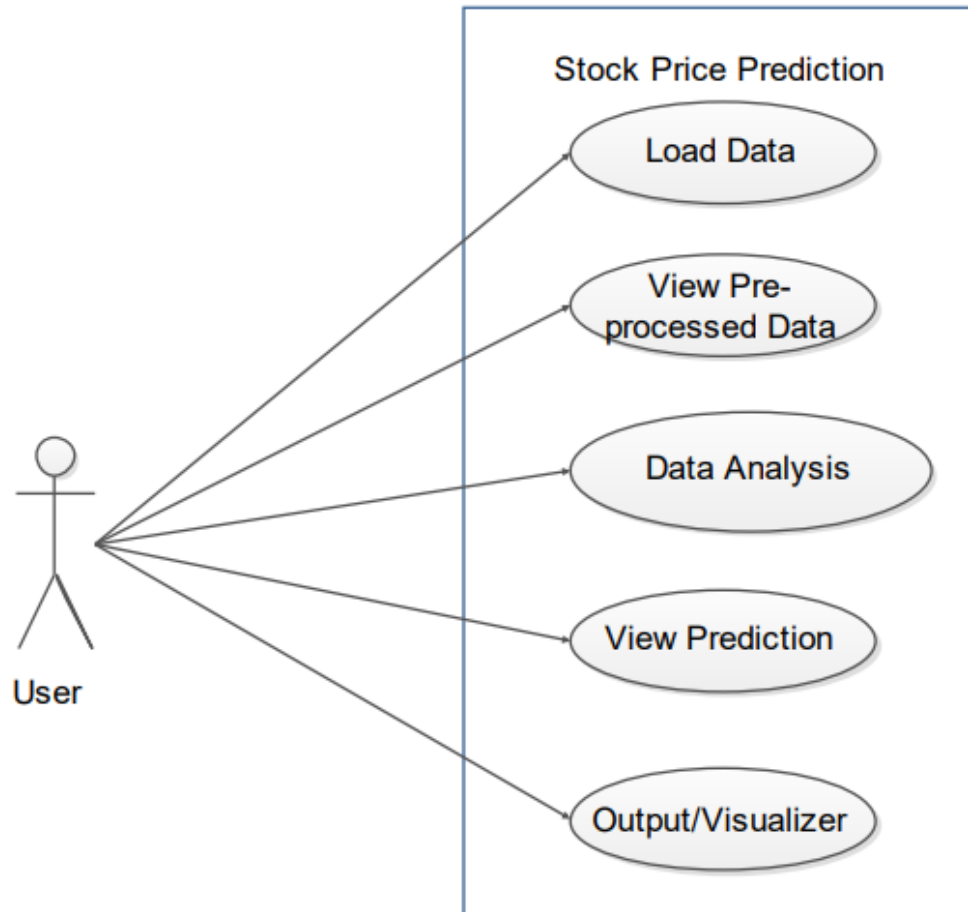 Stock Price Prediction
Load Data
View Pre-
processed Data
Data Analysis
View Prediction
User
Output/Visualizer